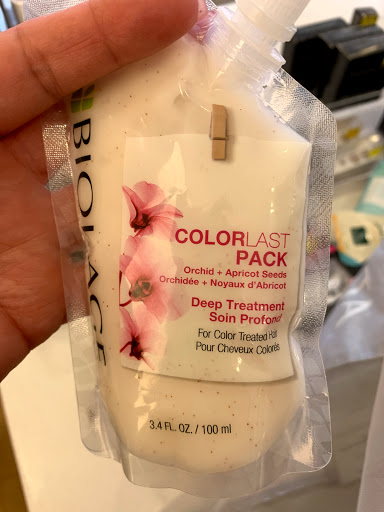 BIOLAGE
COLORLAST
PACK
Orchid + Apricot Seeds
Orchidée + Noyaux d'Abricot
Deep Treatment
Soin Profond
For Color Treated Hair
Pour Cheveux Colorés
3.4 FL. OZ. / 100 ml